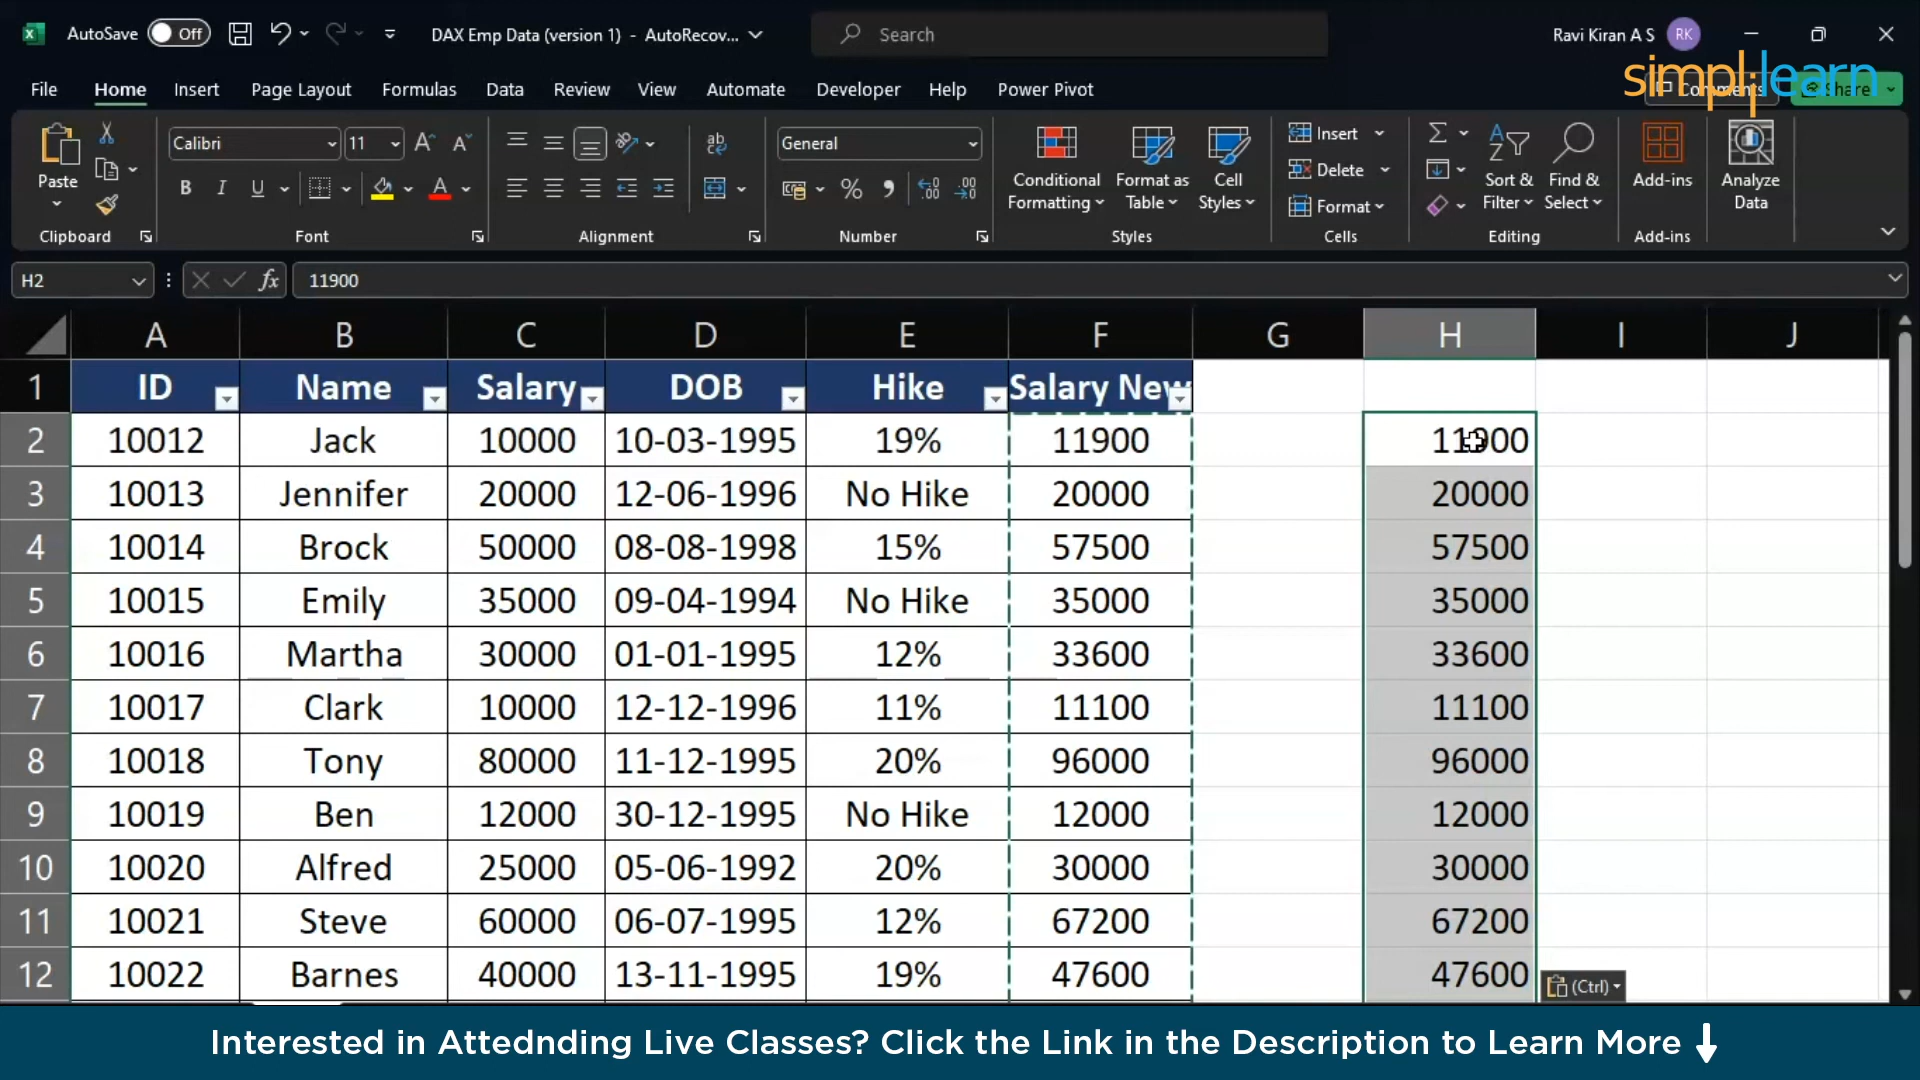 AutoSave Off DAX Emp Data (version 1) - AutoRecov... Search Ravi Kiran A S RK
simplilearn
File Home Insert Page Layout Formulas Data Review View Automate Developer Help Power Pivot Comments Share
Paste Calibri 11 General Conditional Formatting Format as Table Cell Styles Insert Delete Format Sort & Filter Find & Select Add-ins Analyze Data
Clipboard Font Alignment Number Styles Cells Editing Add-ins
H2 fx 11900
A B C D E F G H I J
1 ID Name Salary DOB Hike Salary New
2 10012 Jack 10000 10-03-1995 19% 11900 11900
3 10013 Jennifer 20000 12-06-1996 No Hike 20000 20000
4 10014 Brock 50000 08-08-1998 15% 57500 57500
5 10015 Emily 35000 09-04-1994 No Hike 35000 35000
6 10016 Martha 30000 01-01-1995 12% 33600 33600
7 10017 Clark 10000 12-12-1996 11% 11100 11100
8 10018 Tony 80000 11-12-1995 20% 96000 96000
9 10019 Ben 12000 30-12-1995 No Hike 12000 12000
10 10020 Alfred 25000 05-06-1992 20% 30000 30000
11 10021 Steve 60000 06-07-1995 12% 67200 67200
12 10022 Barnes 40000 13-11-1995 19% 47600 47600
(Ctrl)
Interested in Attednding Live Classes? Click the Link in the Description to Learn More